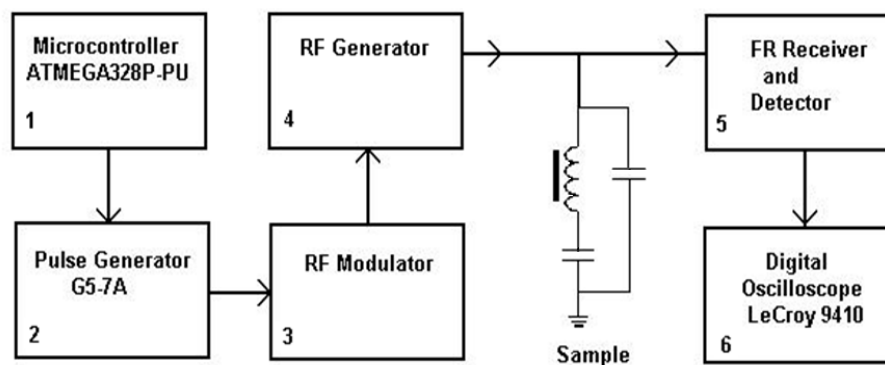 Microcontroller
ATMEGA328P-PU
1
RF Generator
4
FR Receiver
and
Detector
5
Pulse Generator
G5-7A
2
RF Modulator
3
Sample
Digital
Oscilloscope
LeCroy 9410
6